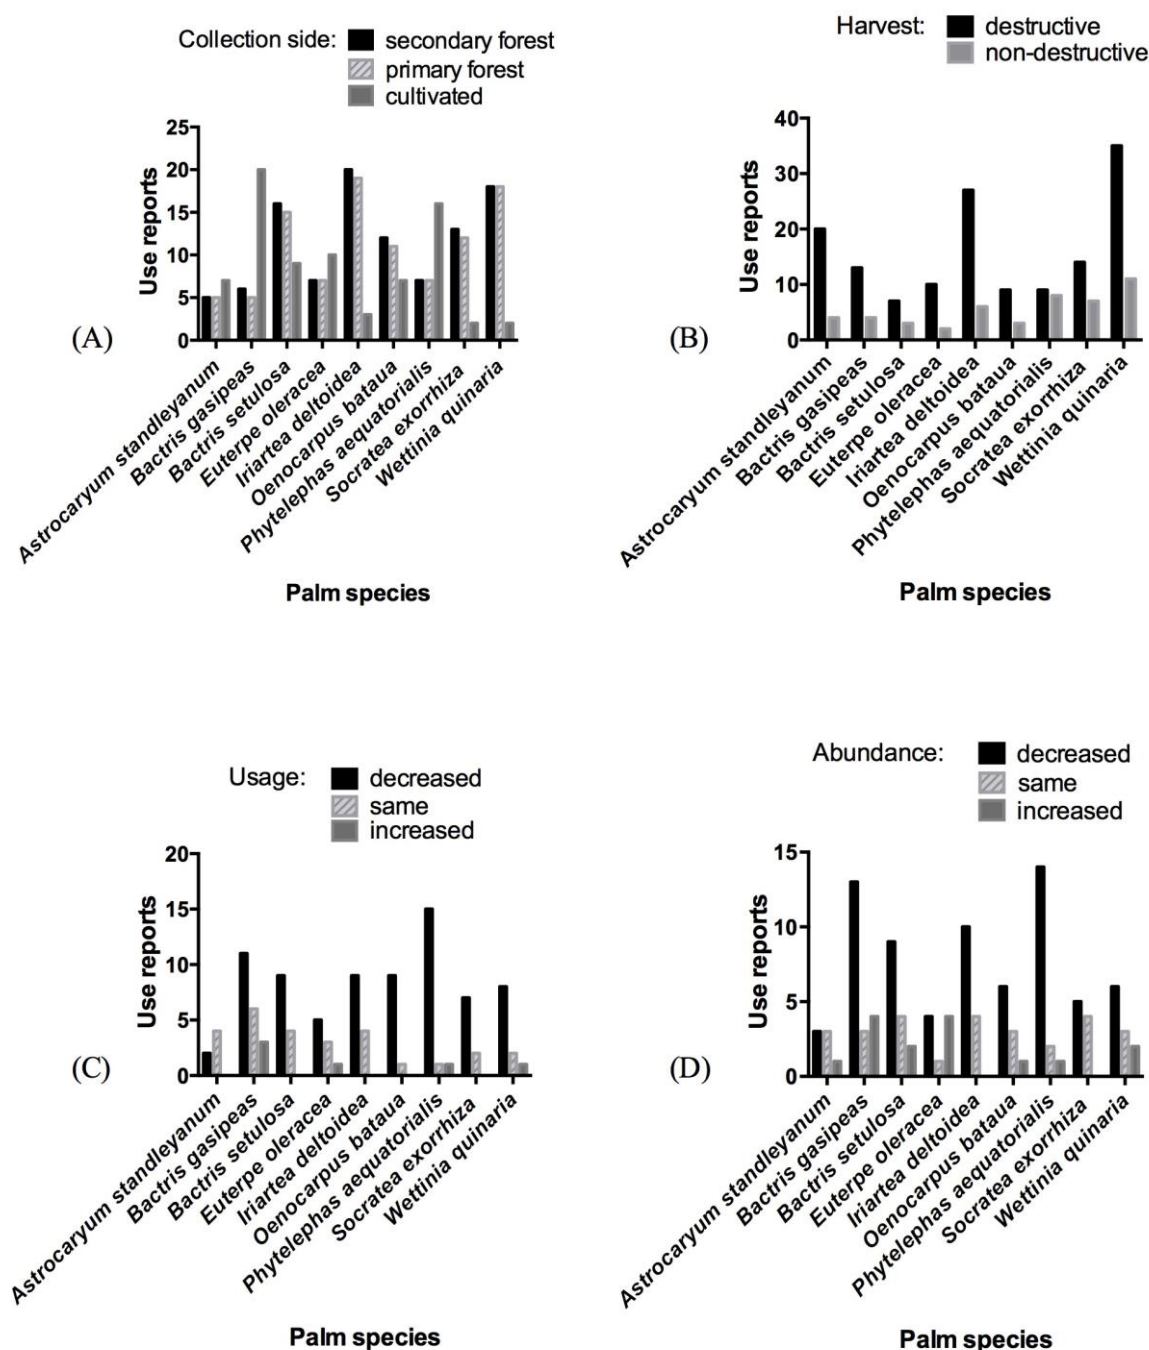 Collection side: secondary forest
primary forest
cultivated
25
20
15
10
5
0
Use reports
(A)
Astrocaryum standleyanum
Bactris gasipeas
Bactris setulosa
Euterpe oleracea
Iriartea deltoidea
Oenocarpus bataua
Phytelephas aequatorialis
Socratea exorrhiza
Wettinia quinaria
Palm species
Harvest: destructive
non-destructive
40
30
20
10
0
Use reports
(B)
Astrocaryum standleyanum
Bactris gasipeas
Bactris setulosa
Euterpe oleracea
Iriartea deltoidea
Oenocarpus bataua
Phytelephas aequatorialis
Socratea exorrhiza
Wettinia quinaria
Palm species
Usage: decreased
same
increased
20
15
10
5
0
Use reports
(C)
Astrocaryum standleyanum
Bactris gasipeas
Bactris setulosa
Euterpe oleracea
Iriartea deltoidea
Oenocarpus bataua
Phytelephas aequatorialis
Socratea exorrhiza
Wettinia quinaria
Palm species
Abundance: decreased
same
increased
15
10
5
0
Use reports
(D)
Astrocaryum standleyanum
Bactris gasipeas
Bactris setulosa
Euterpe oleracea
Iriartea deltoidea
Oenocarpus bataua
Phytelephas aequatorialis
Socratea exorrhiza
Wettinia quinaria
Palm species